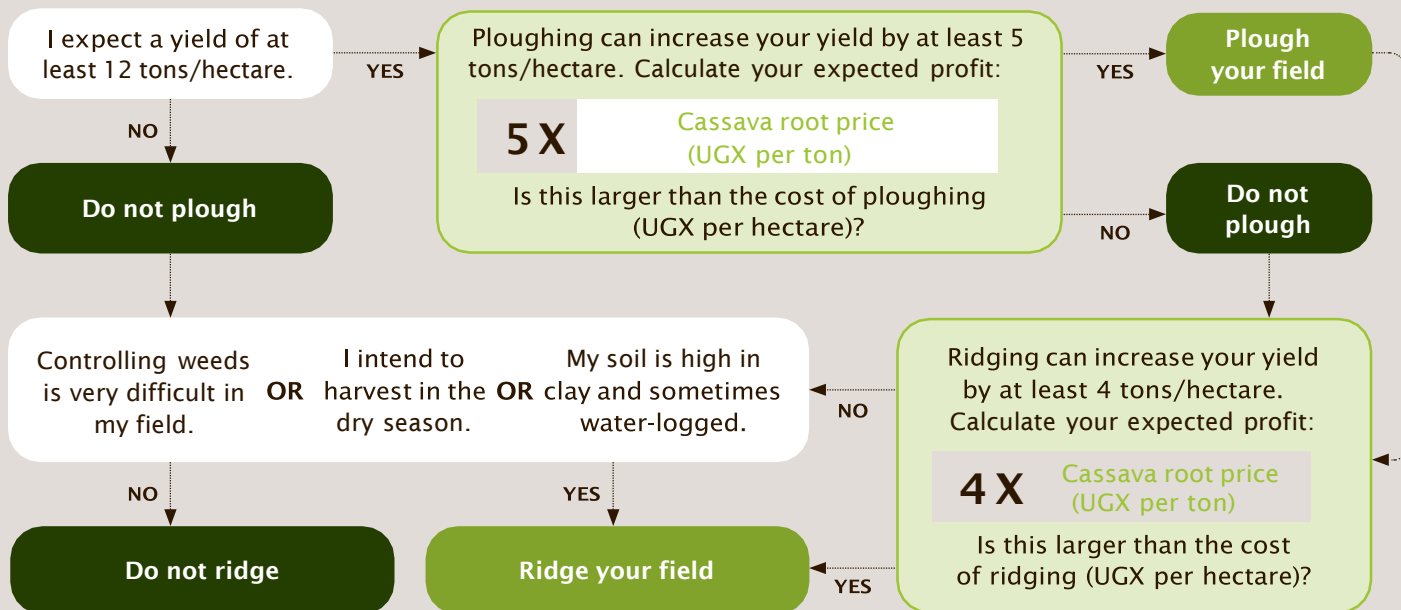 I expect a yield of at
least 12 tons/hectare.
YES
NO
Ploughing can increase your yield by at least 5
tons/hectare. Calculate your expected profit:
5 X
Cassava root price
(UGX per ton)
Is this larger than the cost of ploughing
(UGX per hectare)?
YES
NO
Plough
your field
Do not plough
Do not
plough
Controlling weeds
is very difficult in
my field.
OR
I intend to
harvest in the
dry season.
OR
My soil is high in
clay and sometimes
water-logged.
NO
YES
Ridging can increase your yield
by at least 4 tons/hectare.
Calculate your expected profit:
4 X
Cassava root price
(UGX per ton)
Is this larger than the cost
of ridging (UGX per hectare)?
NO
YES
Do not ridge
Ridge your field